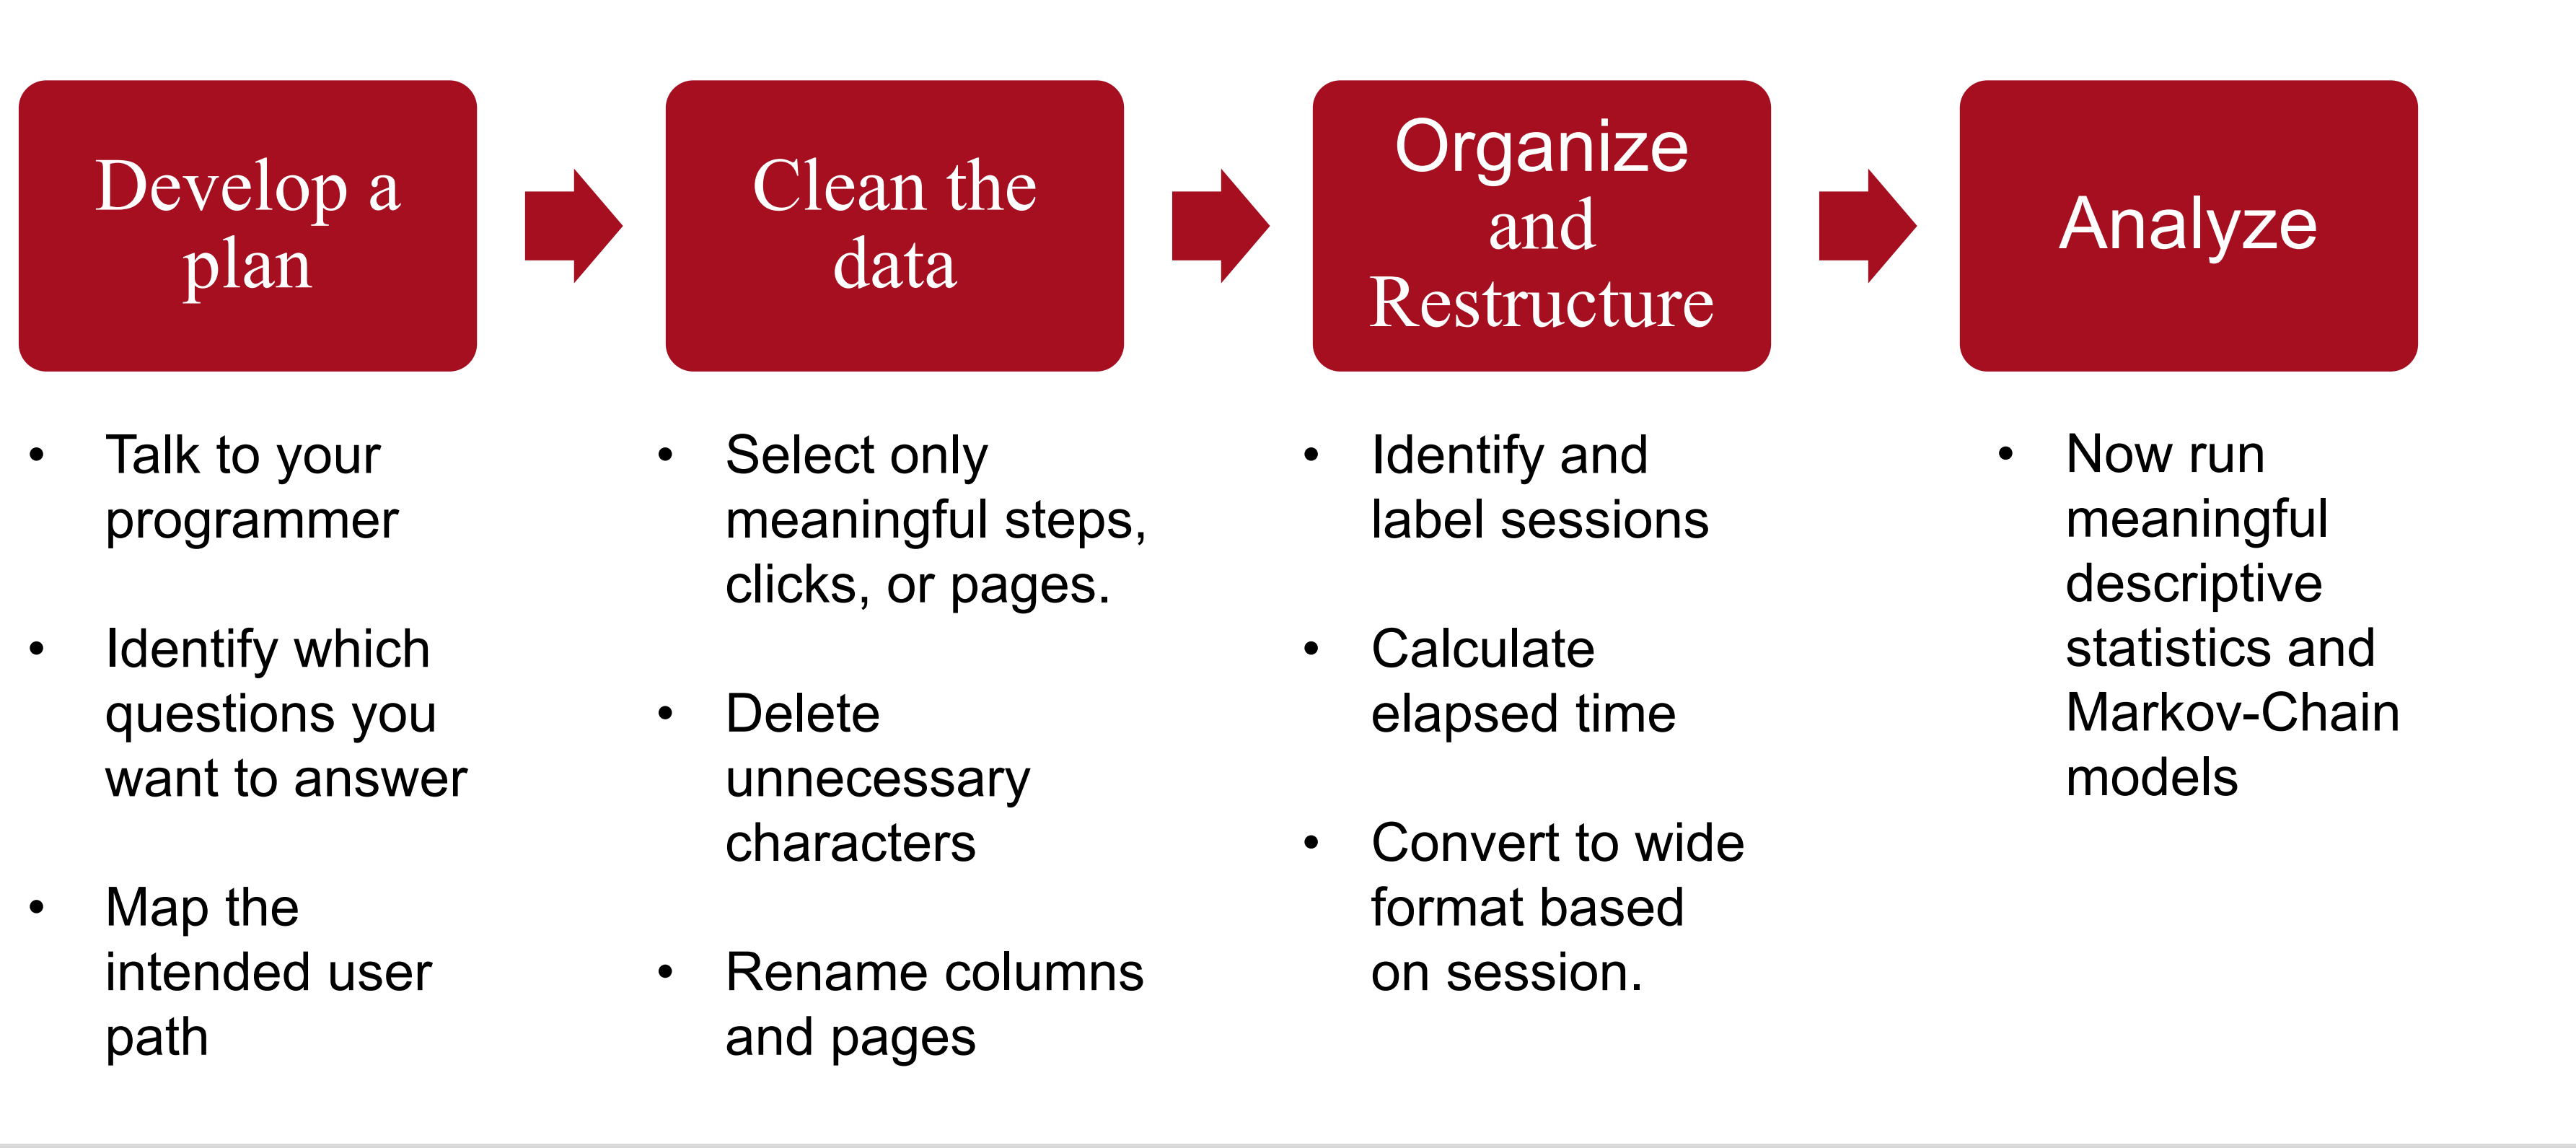 Develop a
plan
Clean the
data
Organize
and
Restructure
Analyze
• Talk to your
programmer
• Identify which
questions you
want to answer
• Map the
intended user
path
• Select only
meaningful steps,
clicks, or pages.
• Delete
unnecessary
characters
• Rename columns
and pages
• Identify and
label sessions
• Calculate
elapsed time
• Convert to wide
format based
on session.
• Now run
meaningful
descriptive
statistics and
Markov-Chain
models